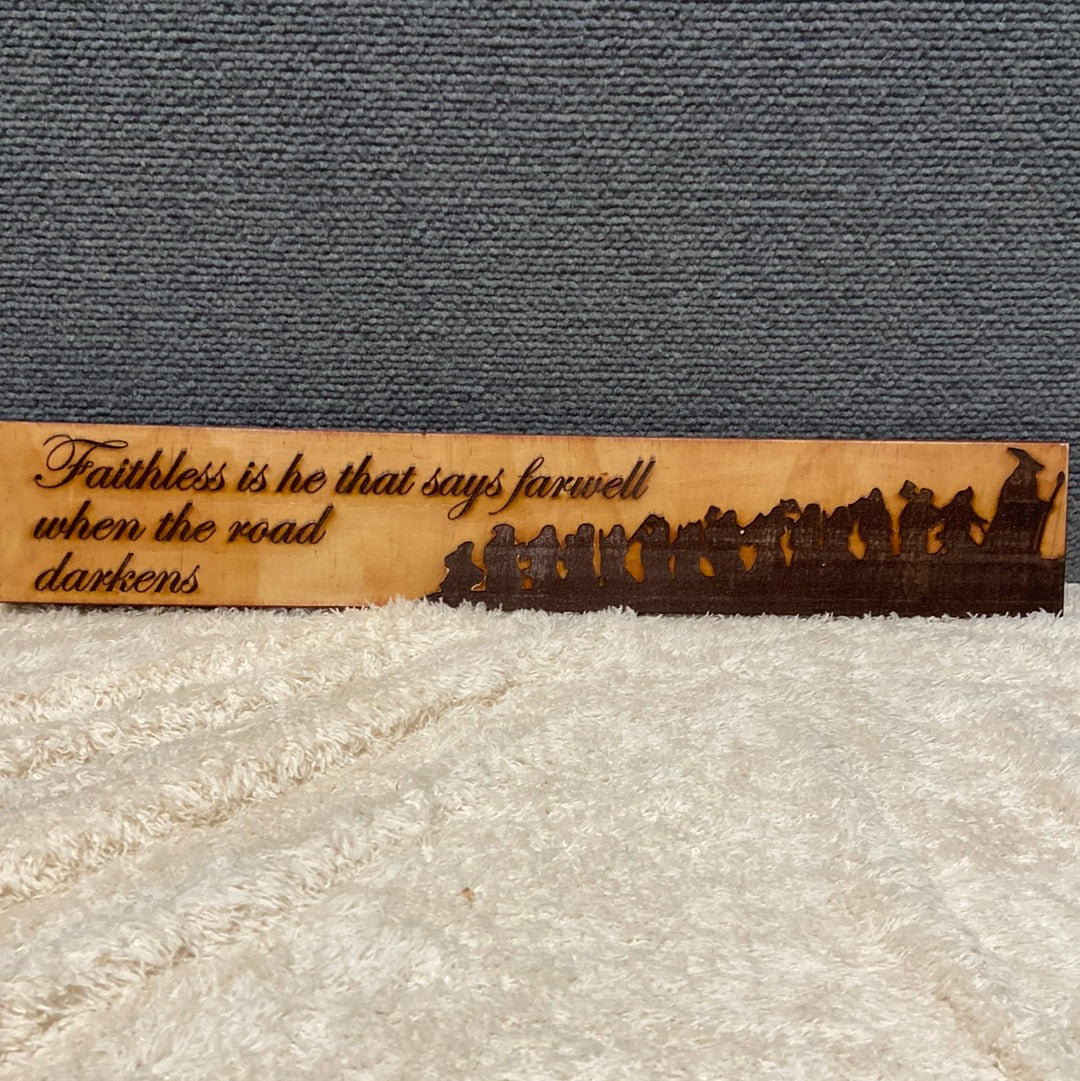 Faithless is he that says farwell
when the road
darkens